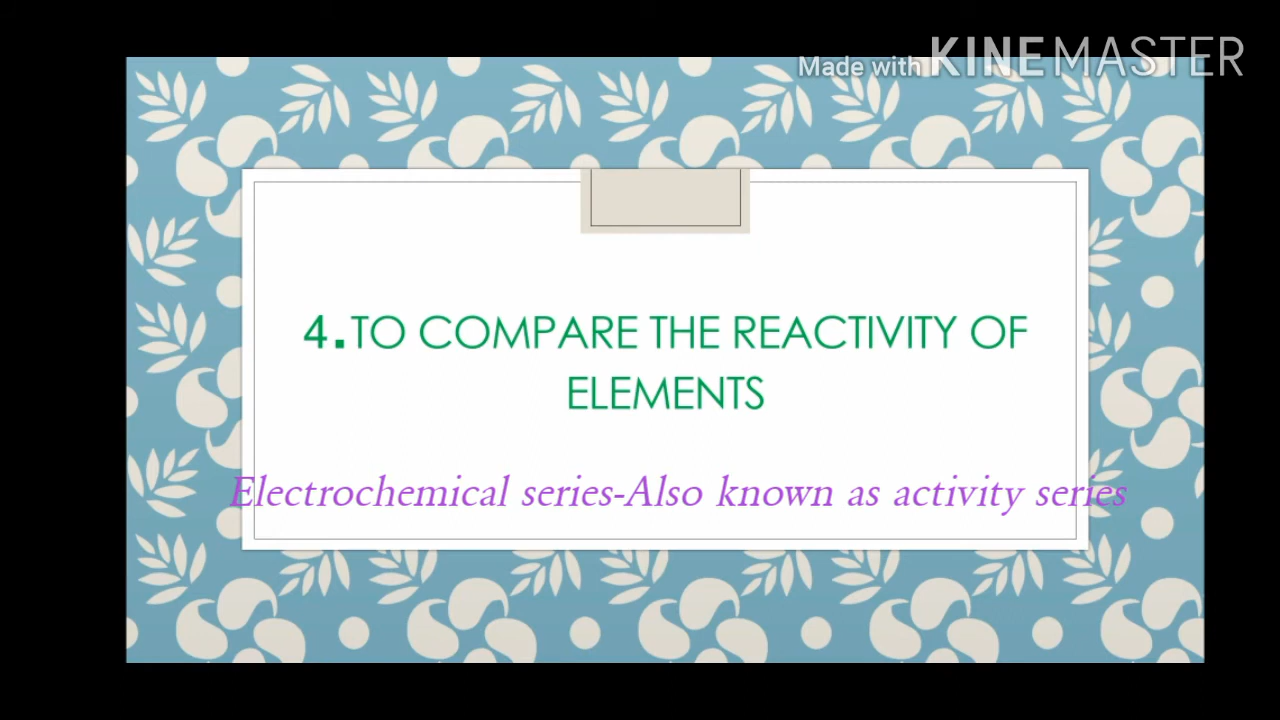 Made with KINEMASTER
4.TO COMPARE THE REACTIVITY OF
ELEMENTS
Electrochemical series-Also known as activity series